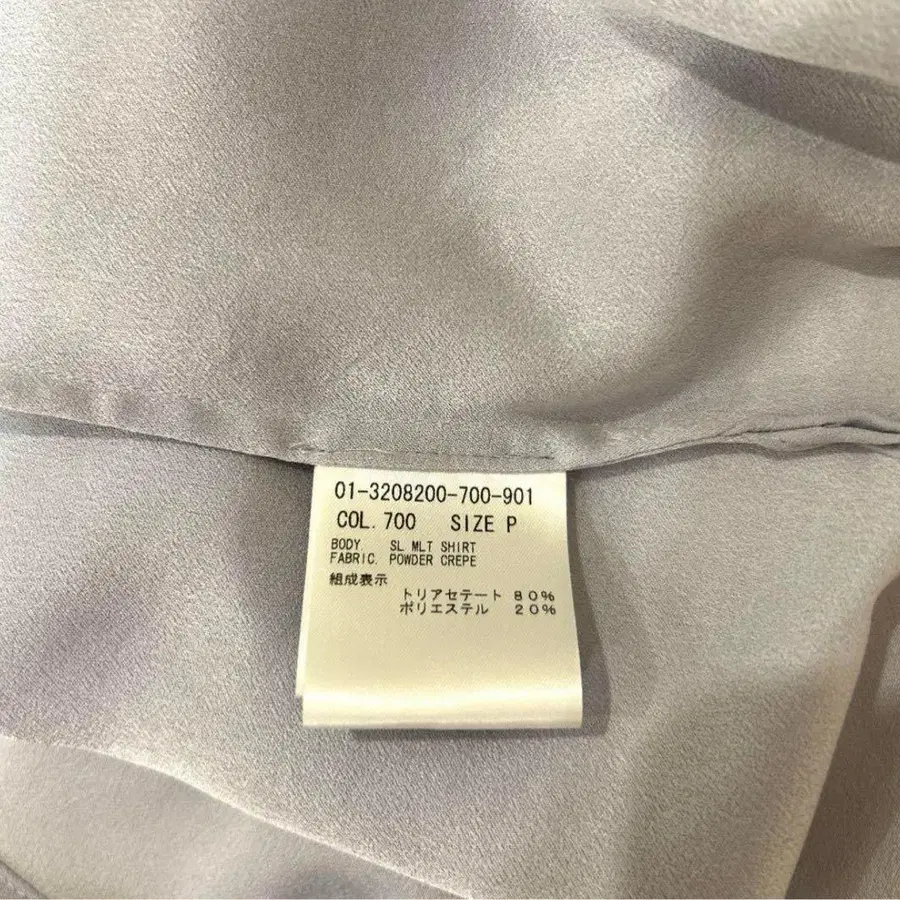 01-3208200-700-901
COL. 700 SIZE P
BODY. SL MLT SHIRT
FABRIC. POWDER CREPE
組成表示
トリアセテート 80%
ポリエステル 20%